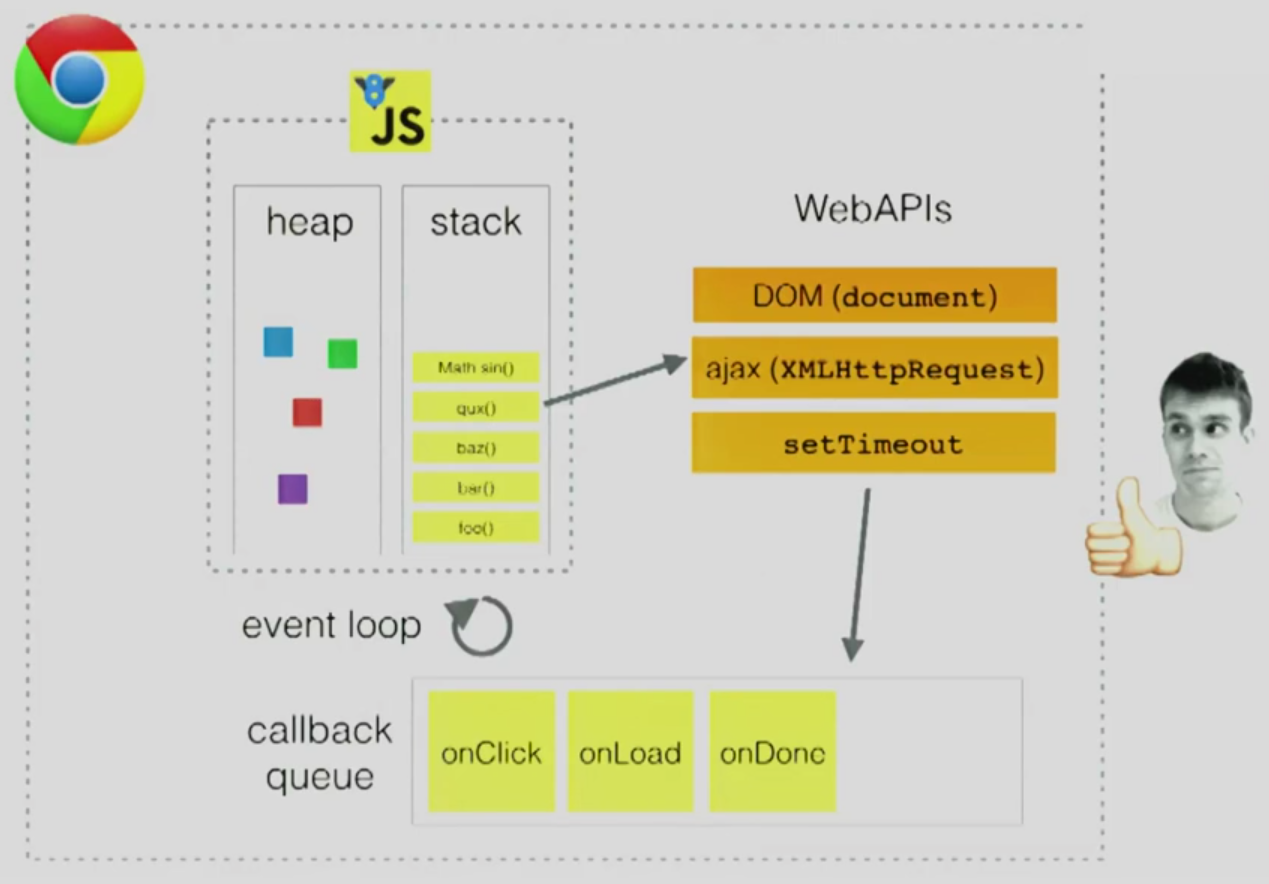 8
JS
heap
stack
Math sin()
qux()
baz()
bar()
foo()
WebAPIs
DOM (document)
ajax (XMLHttpRequest)
setTimeout
event loop
callback
queue
onClick
onLoad
onDone